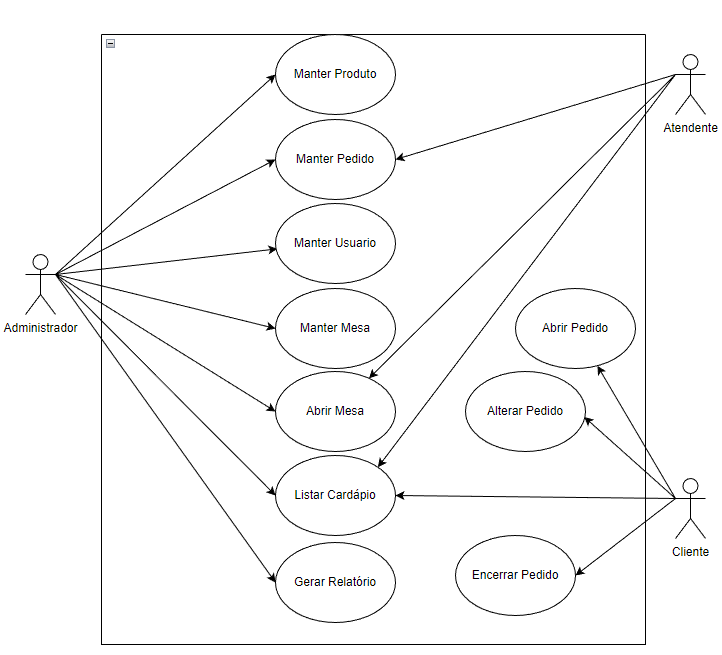 Manter Produto
Atendente
Manter Pedido
Manter Usuario
Administrador
Manter Mesa
Abrir Pedido
Abrir Mesa
Alterar Pedido
Listar Cardápio
Cliente
Gerar Relatório
Encerrar Pedido